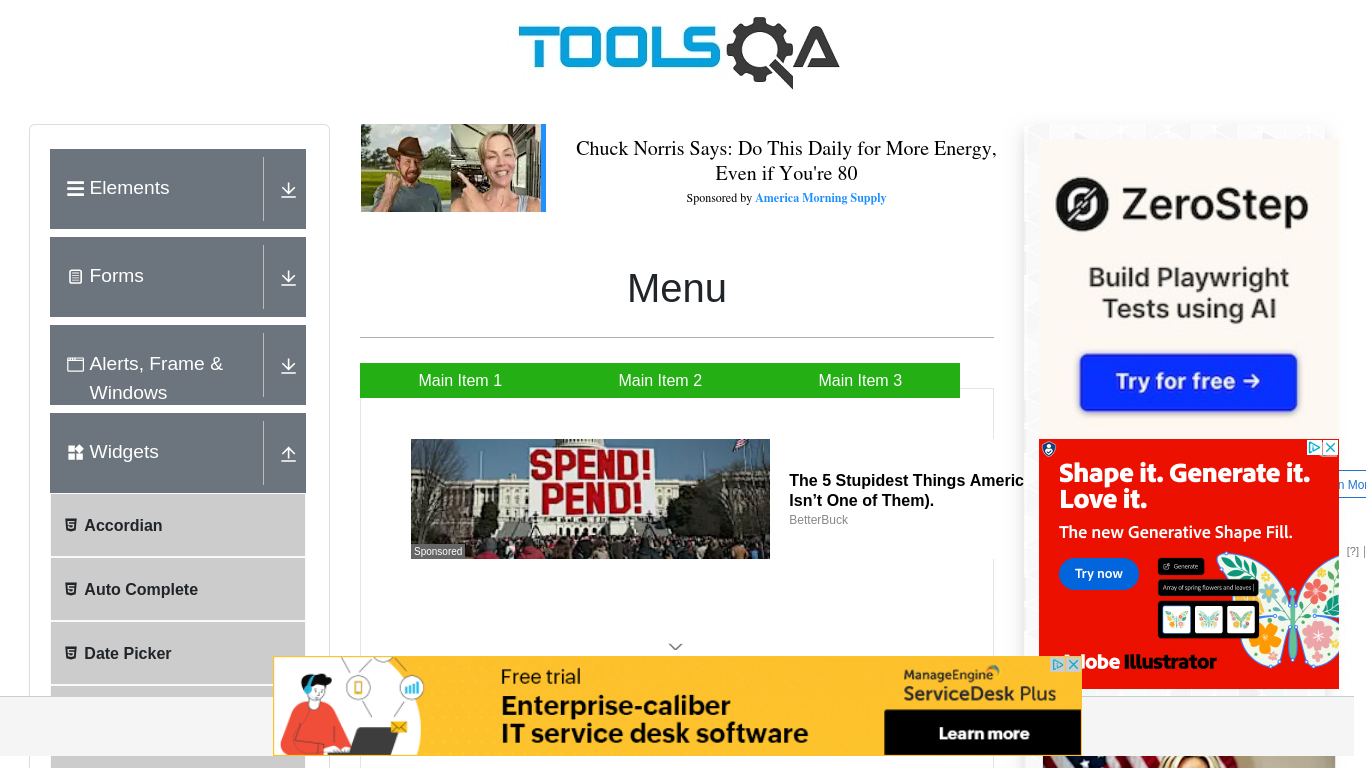 TOOLSQA
Elements
Forms
Alerts, Frame &
Windows
Widgets
Accordian
Auto Complete
Date Picker
Chuck Norris Says: Do This Daily for More Energy,
Even if You're 80
Sponsored by America Morning Supply
Menu
Main Item 1
Main Item 2
Main Item 3
SPEND!
PEND!
Sponsored
The 5 Stupidest Things Americ
Isn't One of Them).
BetterBuck
ZeroStep
Build Playwright
Tests using AI
Try for free →
Shape it. Generate it.
Love it.
The new Generative Shape Fill.
Try now
Generate
Array of spring flowers and leaves
Illustrator
n Mor
[?]
Free trial
Enterprise-caliber
IT service desk software
ManageEngine
ServiceDesk Plus
Learn more